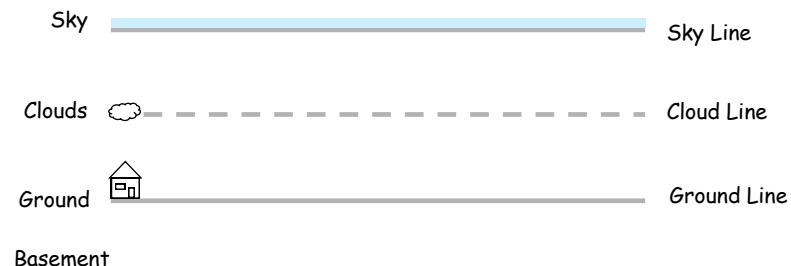 Sky
Sky Line
Clouds
Cloud Line
Ground
Ground Line
Basement